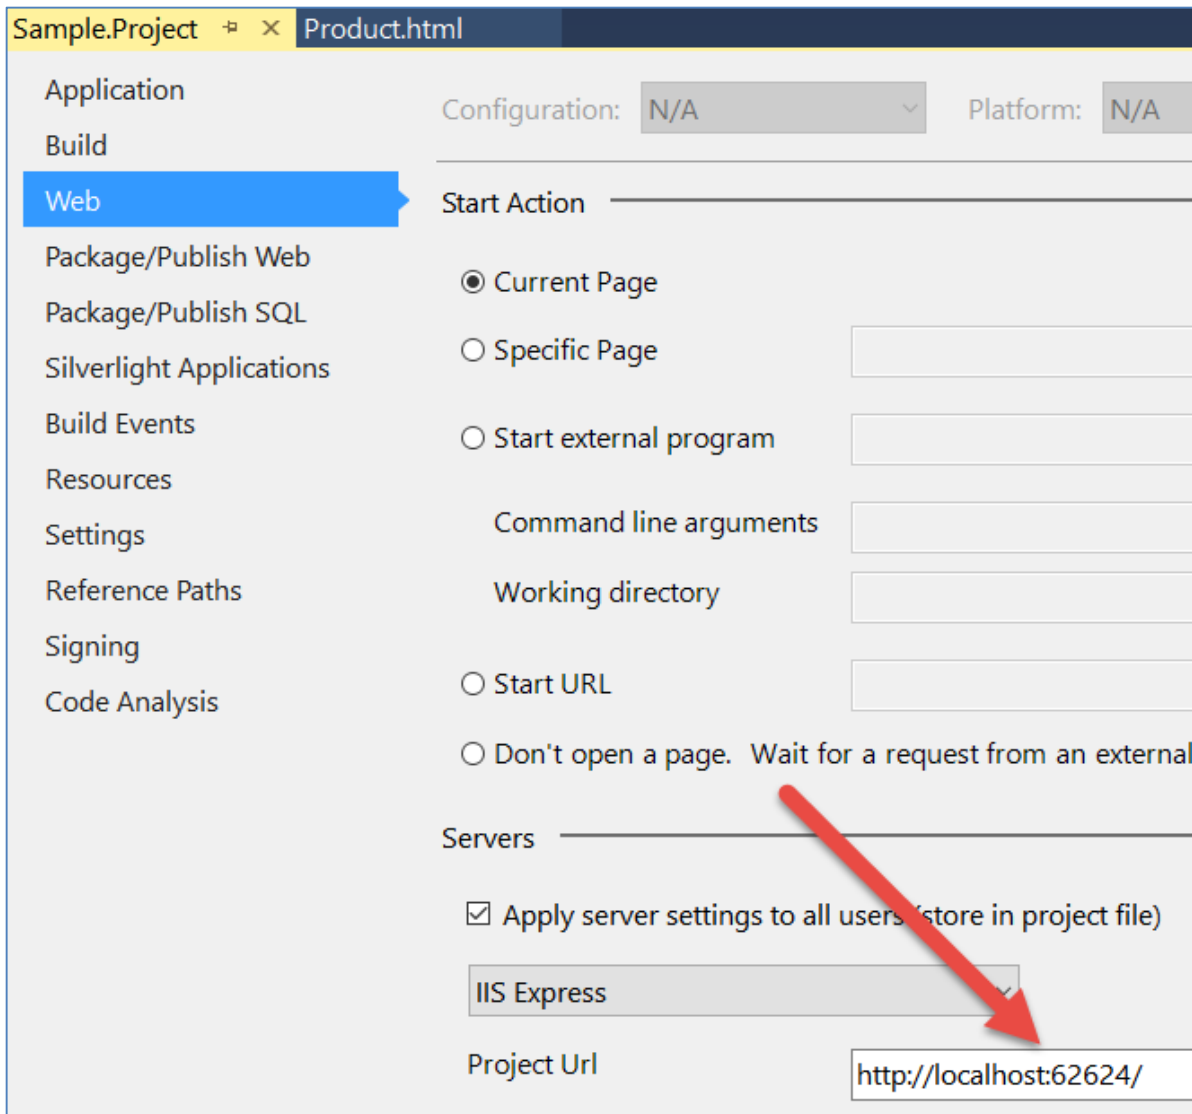 Sample.Project Product.html
Application
Build
Web
Package/Publish Web
Package/Publish SQL
Silverlight Applications
Build Events
Resources
Settings
Reference Paths
Signing
Code Analysis
Configuration: N/A Platform: N/A
Start Action
Current Page
Specific Page
Start external program
Command line arguments
Working directory
Start URL
Don't open a page. Wait for a request from an external
Servers
Apply server settings to all users (store in project file)
IIS Express
Project Url http://localhost:62624/